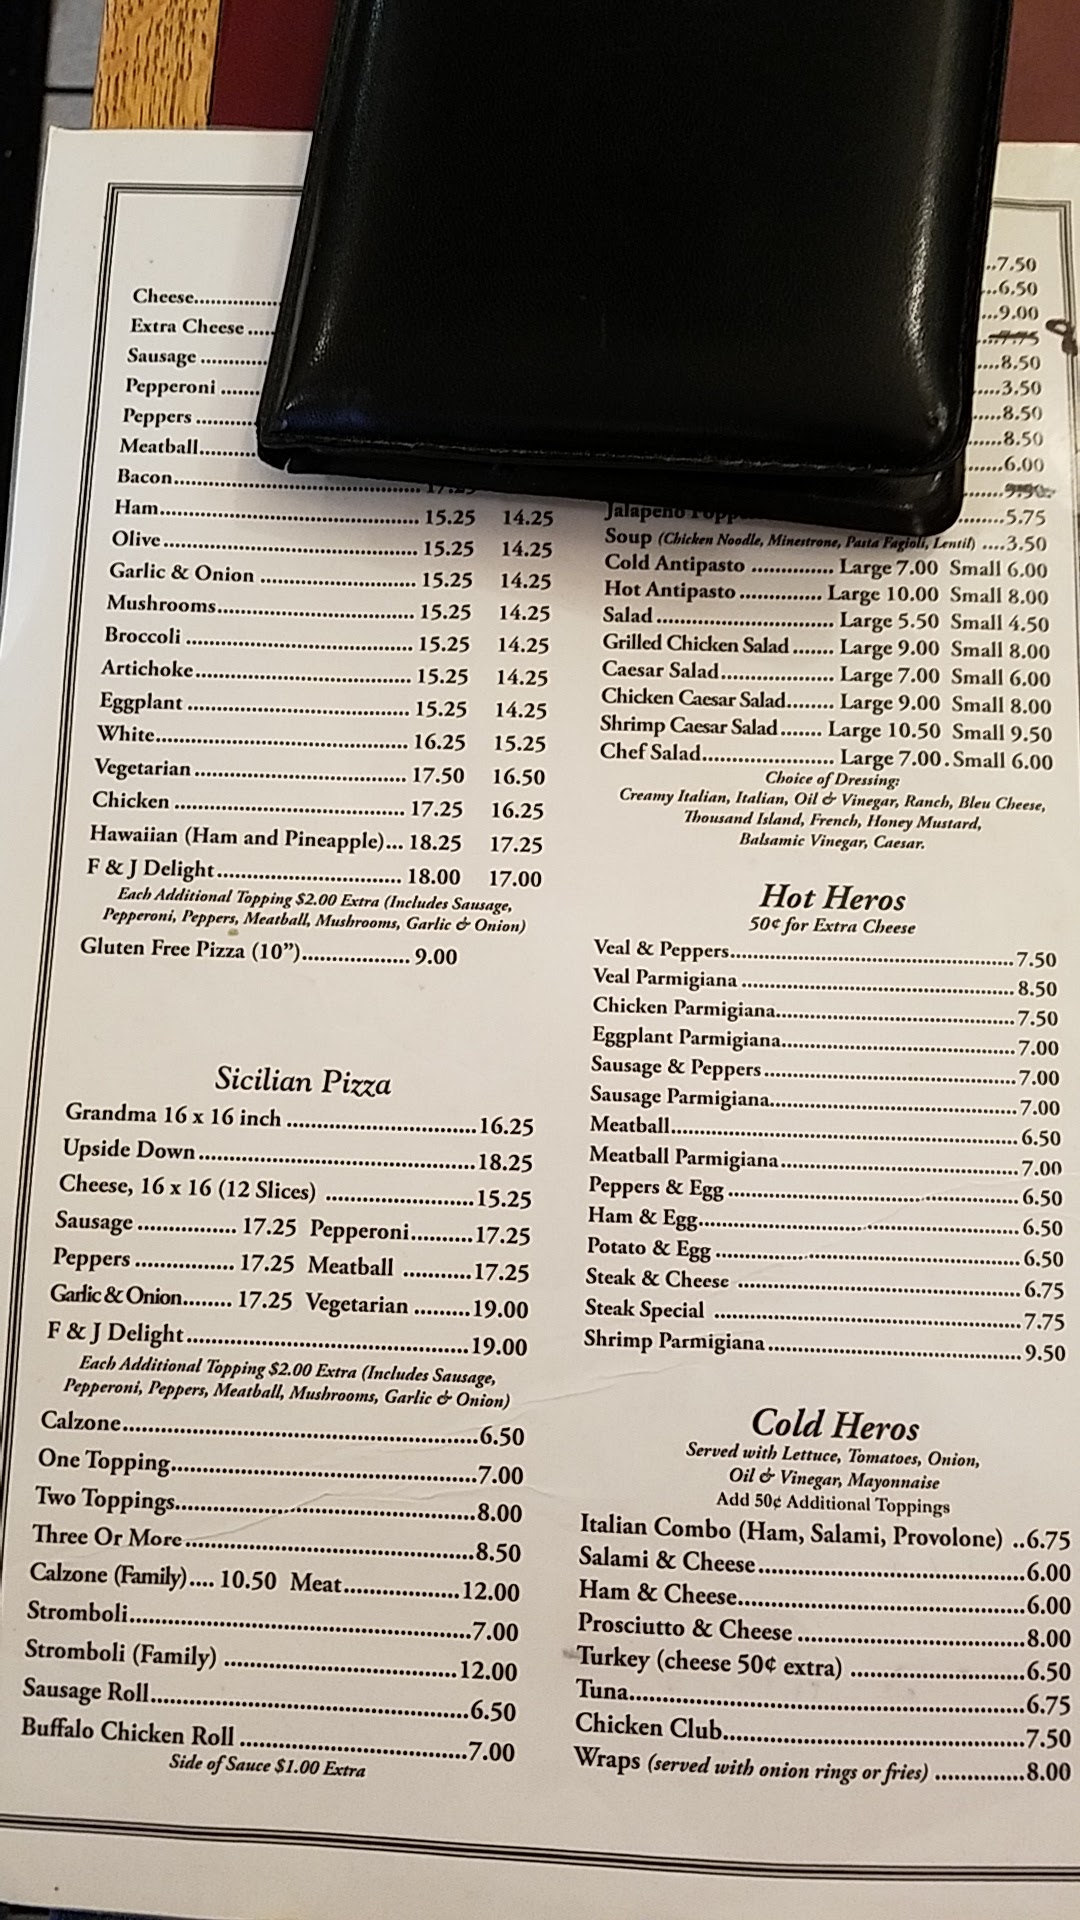 Cheese................
Extra Cheese .....
Sausage ............
Pepperoni .......
Peppers ...........
Meatball..........
Bacon.............................................
Ham............................................. 15.25 14.25
Olive............................................. 15.25 14.25
Garlic & Onion ........................... 15.25 14.25
Mushrooms.................................. 15.25 14.25
Broccoli ....................................... 15.25 14.25
Artichoke..................................... 15.25 14.25
Eggplant ...................................... 15.25 14.25
White........................................... 16.25 15.25
Vegetarian .................................... 17.50 16.50
Chicken ....................................... 17.25 16.25
Hawaiian (Ham and Pineapple)... 18.25 17.25
F & J Delight................................ 18.00 17.00
Each Additional Topping $2.00 Extra (Includes Sausage,
Pepperoni, Peppers, Meatball, Mushrooms, Garlic & Onion)
Gluten Free Pizza (10”).................. 9.00
Sicilian Pizza
Grandma 16 x 16 inch ................................16.25
Upside Down ...............................................18.25
Cheese, 16 x 16 (12 Slices) .........................15.25
Sausage ................. 17.25 Pepperoni..........17.25
Peppers ................. 17.25 Meatball ...........17.25
Garlic & Onion........ 17.25 Vegetarian .........19.00
F & J Delight................................................19.00
Each Additional Topping $2.00 Extra (Includes Sausage,
Pepperoni, Peppers, Meatball, Mushrooms, Garlic & Onion)
Calzone............................................................6.50
One Topping....................................................7.00
Two Toppings...................................................8.00
Three Or More.................................................8.50
Calzone (Family).... 10.50 Meat....................12.00
Stromboli.........................................................7.00
Stromboli (Family) ........................................12.00
Sausage Roll.....................................................6.50
Buffalo Chicken Roll .......................................7.00
Side of Sauce $1.00 Extra
..7.50
...6.50
...9.00
....7.75
....8.50
.....3.50
.....8.50
......8.50
......6.00
........5.75
Jalapeno
Soup (Chicken Noodle, Minestrone, Pasta Fagioli, Lentil) ....3.50
Cold Antipasto .............. Large 7.00 Small 6.00
Hot Antipasto .............. Large 10.00 Small 8.00
Salad .............................. Large 5.50 Small 4.50
Grilled Chicken Salad ....... Large 9.00 Small 8.00
Caesar Salad................... Large 7.00 Small 6.00
Chicken Caesar Salad........ Large 9.00 Small 8.00
Shrimp Caesar Salad....... Large 10.50 Small 9.50
Chef Salad....................... Large 7.00 . Small 6.00
Choice of Dressing:
Creamy Italian, Italian, Oil & Vinegar, Ranch, Bleu Cheese,
Thousand Island, French, Honey Mustard,
Balsamic Vinegar, Caesar.
Hot Heros
50¢ for Extra Cheese
Veal & Peppers.................................................7.50
Veal Parmigiana ...............................................8.50
Chicken Parmigiana..........................................7.50
Eggplant Parmigiana.........................................7.00
Sausage & Peppers............................................7.00
Sausage Parmigiana...........................................7.00
Meatball............................................................6.50
Meatball Parmigiana.........................................7.00
Peppers & Egg ..................................................6.50
Ham & Egg.......................................................6.50
Potato & Egg ....................................................6.50
Steak & Cheese .................................................6.75
Steak Special .....................................................7.75
Shrimp Parmigiana...........................................9.50
Cold Heros
Served with Lettuce, Tomatoes, Onion,
Oil & Vinegar, Mayonnaise
Add 50¢ Additional Toppings
Italian Combo (Ham, Salami, Provolone) ..6.75
Salami & Cheese..........................................6.00
Ham & Cheese.............................................6.00
Prosciutto & Cheese ....................................8.00
Turkey (cheese 50¢ extra) ...........................6.50
Tuna.............................................................6.75
Chicken Club...............................................7.50
Wraps (served with onion rings or fries) ..............8.00